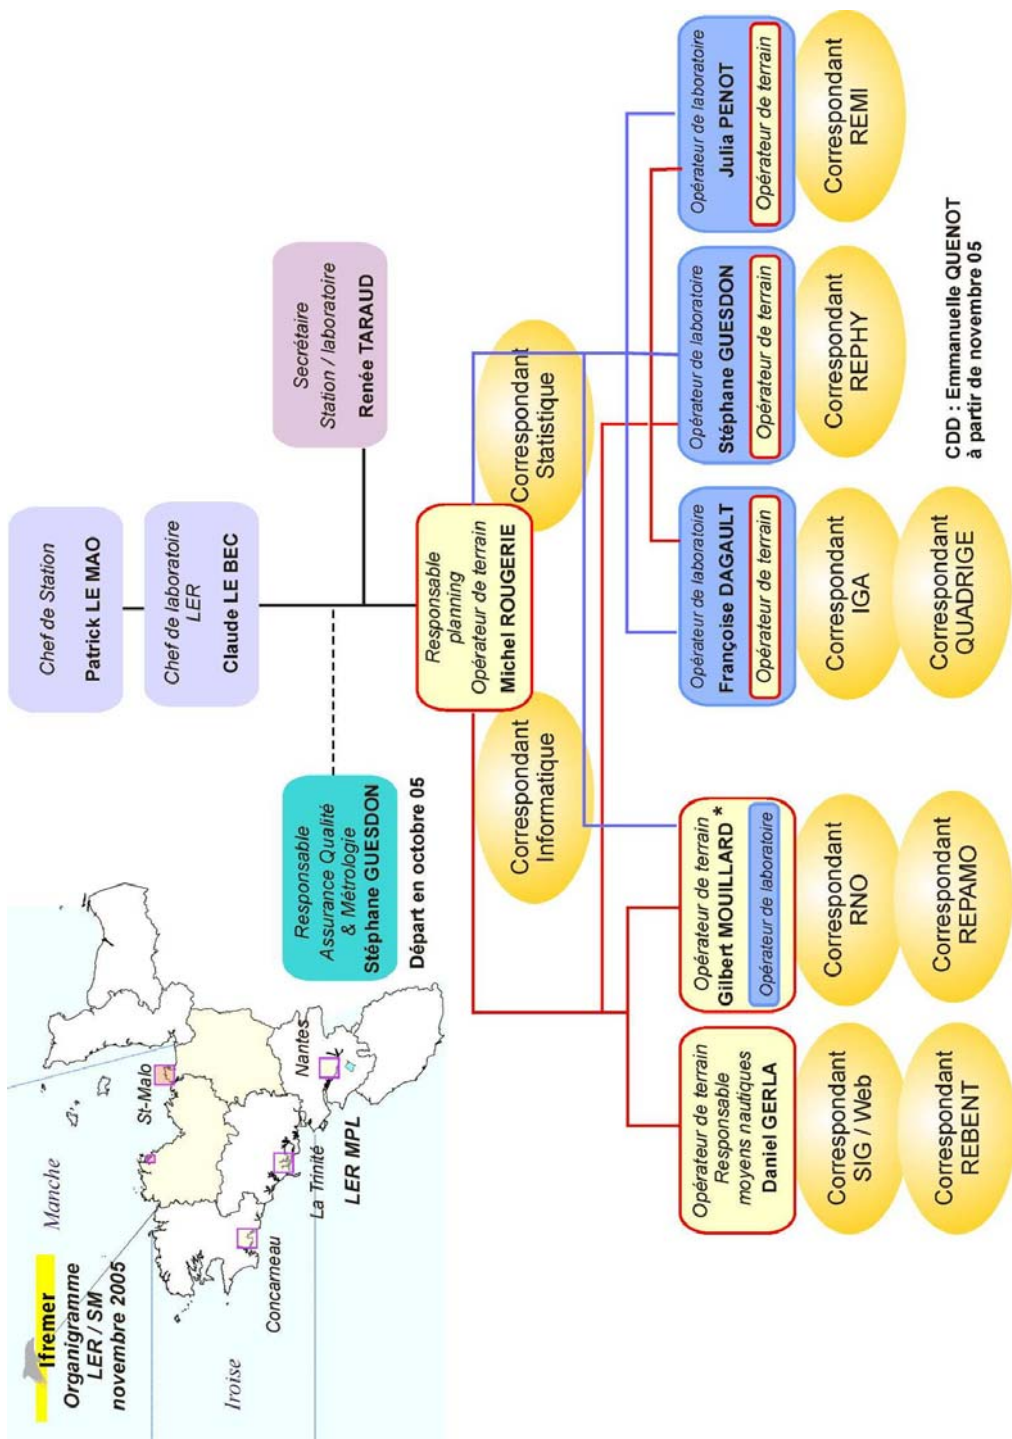 Ifremer
Organigramme
LER / SM
novembre 2005
Manche
Iroise
St-Malo
Concarneau
La Trinité
LER MPL
Nantes
Chef de Station
Patrick LE MAO
Chef de laboratoire
LER
Claude LE BEC
Responsable
Assurance Qualité
& Métrologie
Stéphane GUESDON
Départ en octobre 05
Secrétaire
Station / laboratoire
Renée TARAUD
Responsable
planning
Opérateur de terrain
Michel ROUGERIE
Correspondant
Informatique
Correspondant
Statistique
Opérateur de terrain
Responsable
moyens nautiques
Daniel GERLA
Correspondant
SIG / Web
Correspondant
REBENT
Opérateur de terrain
Gilbert MOUILLARD *
Opérateur de laboratoire
Correspondant
RNO
Correspondant
REPAMO
Opérateur de laboratoire
Françoise DAGAULT
Opérateur de terrain
Correspondant
IGA
Correspondant
QUADRIGE
Opérateur de laboratoire
Stéphane GUESDON
Opérateur de terrain
Correspondant
REPHY
Opérateur de laboratoire
Julia PENOT
Opérateur de terrain
Correspondant
REMI
CDD : Emmanuelle QUENOT
à partir de novembre 05